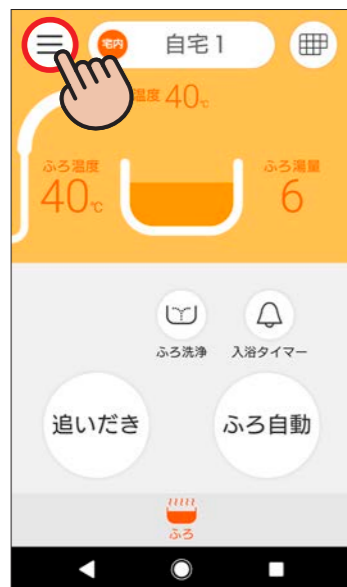 宅内 自宅1
温度 40℃
ふろ温度
40℃
ふろ湯量
6
ふろ洗浄
入浴タイマー
追いだき
ふろ自動
ふろ